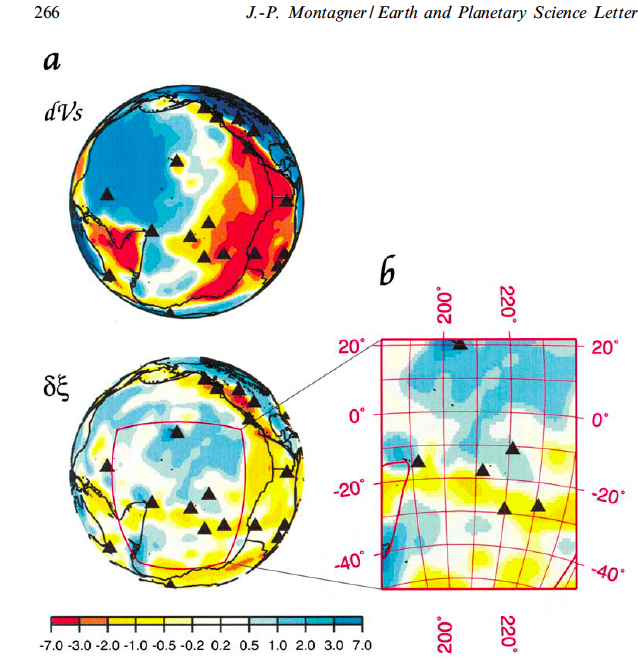 266 J.-P. Montagner / Earth and Planetary Science Letter
a
dVs
b
200° 220°
δξ
20° 20°
0° 0°
-20° -20°
-40° -40°
-7.0 -3.0 -2.0 -1.0 -0.5 -0.2 0.2 0.5 1.0 2.0 3.0 7.0
200° 220°